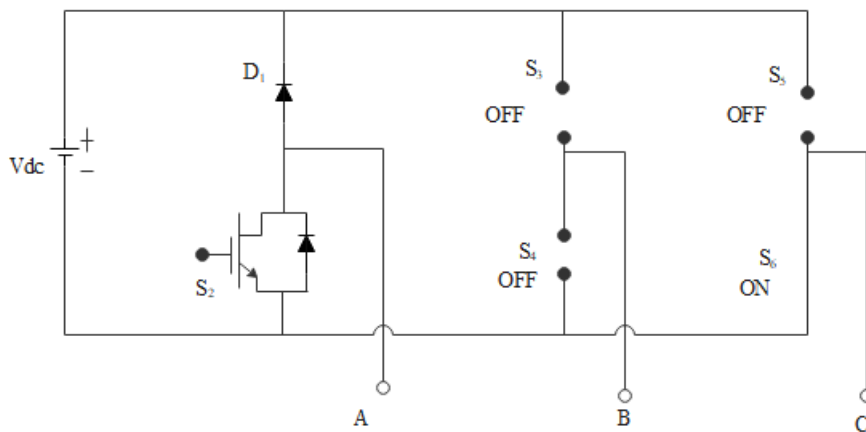 D₁
S₃
S₅
OFF
OFF
+
Vdc
−
S₄
S₆
S₂
OFF
ON
A
B
C